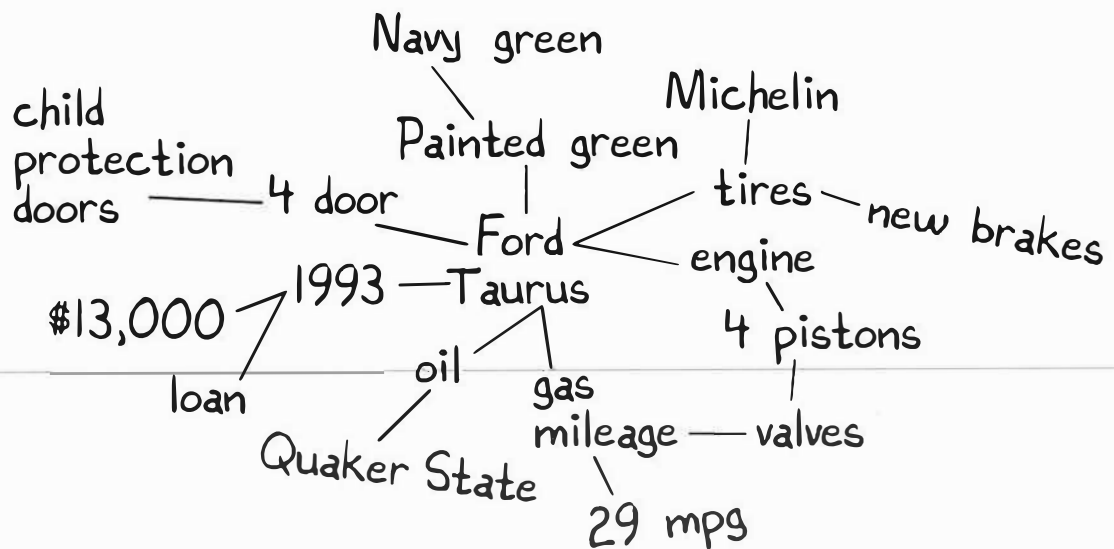 Navy green
Michelin
child
protection
doors
Painted green
4 door
tires
new brakes
Ford
Taurus
engine
1993
$13,000
4 pistons
loan
oil
gas
mileage
valves
Quaker State
29 mpg